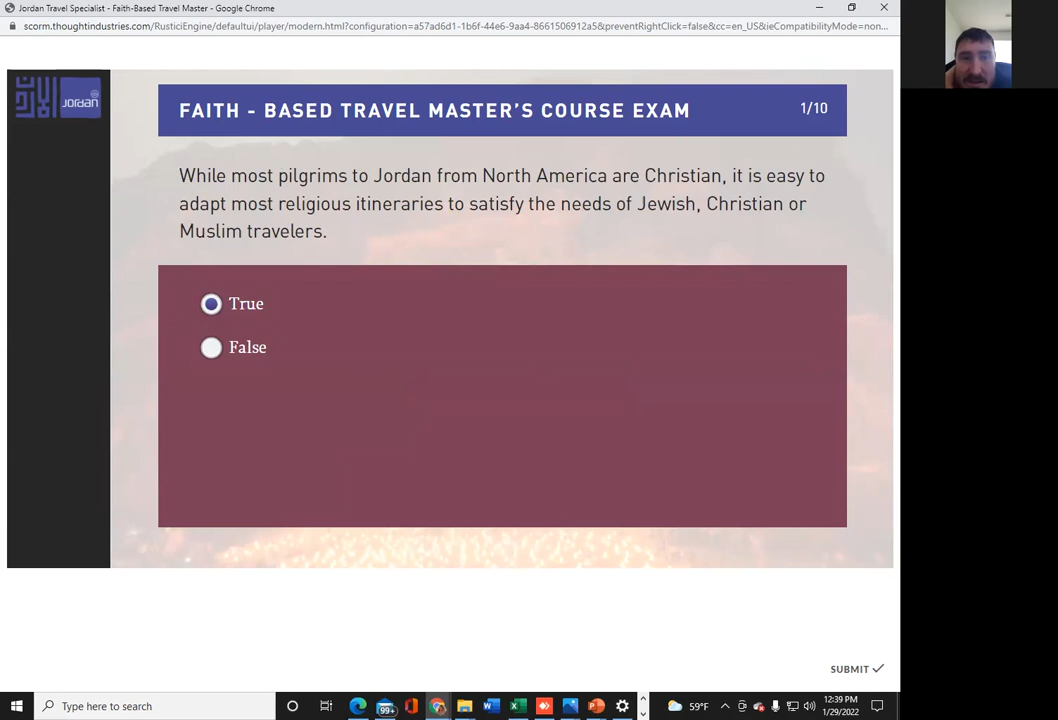 Jordan Travel Specialist - Faith-Based Travel Master - Google Chrome
scorm.thoughtindustries.com/RusticiEngine/defaultui/player/modern.html?configuration=a57ad6d1-1b6f-44e6-9aa4-8661506912a5&preventRightClick=false&cc=en_US&ieCompatibilityMode=non...
Jordan
FAITH - BASED TRAVEL MASTER'S COURSE EXAM 1/10
While most pilgrims to Jordan from North America are Christian, it is easy to
adapt most religious itineraries to satisfy the needs of Jewish, Christian or
Muslim travelers.
True
False
SUBMIT
Type here to search
99+
59°F
12:39 PM
1/29/2022